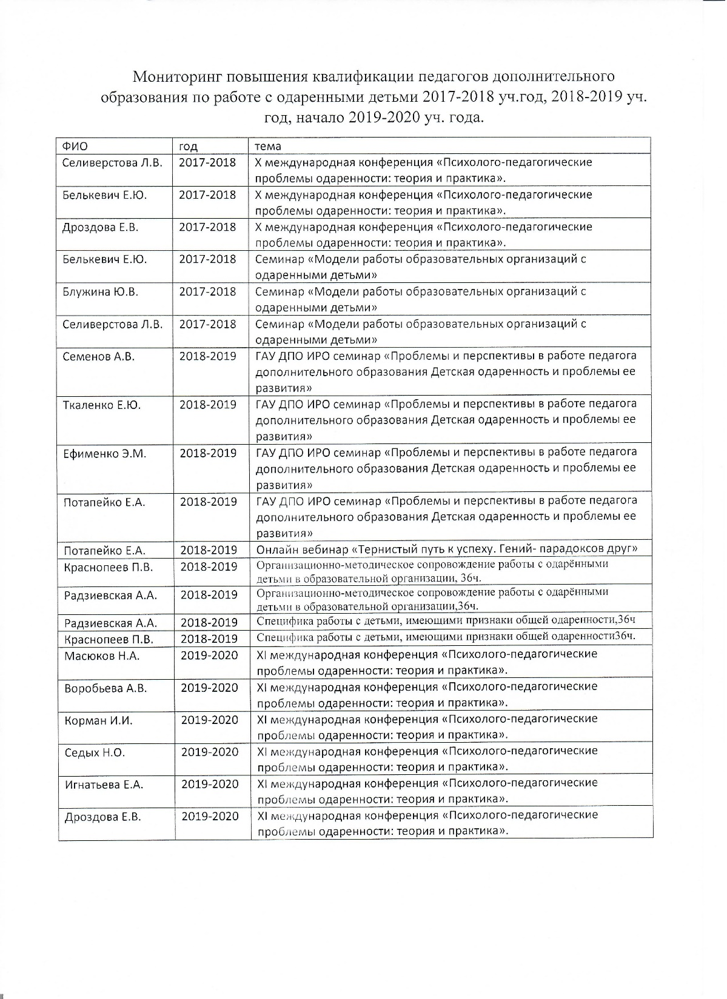 Мониторинг повышения квалификации педагогов дополнительного
образования по работе с одаренными детьми 2017-2018 уч.год, 2018-2019 уч.
год, начало 2019-2020 уч. года.
ФИО год тема
Селиверстова Л.В. 2017-2018 X международная конференция «Психолого-педагогические
проблемы одаренности: теория и практика».
Белькевич Е.Ю. 2017-2018 X международная конференция «Психолого-педагогические
проблемы одаренности: теория и практика».
Дроздова Е.В. 2017-2018 X международная конференция «Психолого-педагогические
проблемы одаренности: теория и практика».
Белькевич Е.Ю. 2017-2018 Семинар «Модели работы образовательных организаций с
одаренными детьми»
Блужина Ю.В. 2017-2018 Семинар «Модели работы образовательных организаций с
одаренными детьми»
Селиверстова Л.В. 2017-2018 Семинар «Модели работы образовательных организаций с
одаренными детьми»
Семенов А.В. 2018-2019 ГАУ ДПО ИРО семинар «Проблемы и перспективы в работе педагога
дополнительного образования Детская одаренность и проблемы ее
развития»
Ткаленко Е.Ю. 2018-2019 ГАУ ДПО ИРО семинар «Проблемы и перспективы в работе педагога
дополнительного образования Детская одаренность и проблемы ее
развития»
Ефименко Э.М. 2018-2019 ГАУ ДПО ИРО семинар «Проблемы и перспективы в работе педагога
дополнительного образования Детская одаренность и проблемы ее
развития»
Потапейко Е.А. 2018-2019 ГАУ ДПО ИРО семинар «Проблемы и перспективы в работе педагога
дополнительного образования Детская одаренность и проблемы ее
развития»
Потапейко Е.А. 2018-2019 Онлайн вебинар «Тернистый путь к успеху. Гений- парадоксов друг»
Краснопеев П.В. 2018-2019 Организационно-методическое сопровождение работы с одарёнными
детьми в образовательной организации, 36ч.
Радзиевская А.А. 2018-2019 Организационно-методическое сопровождение работы с одарёнными
детьми в образовательной организации,36ч.
Радзиевская А.А. 2018-2019 Специфика работы с детьми, имеющими признаки общей одаренности,36ч
Краснопеев П.В. 2018-2019 Специфика работы с детьми, имеющими признаки общей одаренности36ч.
Масюков Н.А. 2019-2020 XI международная конференция «Психолого-педагогические
проблемы одаренности: теория и практика».
Воробьева А.В. 2019-2020 XI международная конференция «Психолого-педагогические
проблемы одаренности: теория и практика».
Корман И.И. 2019-2020 XI международная конференция «Психолого-педагогические
проблемы одаренности: теория и практика».
Седых Н.О. 2019-2020 XI международная конференция «Психолого-педагогические
проблемы одаренности: теория и практика».
Игнатьева Е.А. 2019-2020 XI международная конференция «Психолого-педагогические
проблемы одаренности: теория и практика».
Дроздова Е.В. 2019-2020 XI международная конференция «Психолого-педагогические
проблемы одаренности: теория и практика».